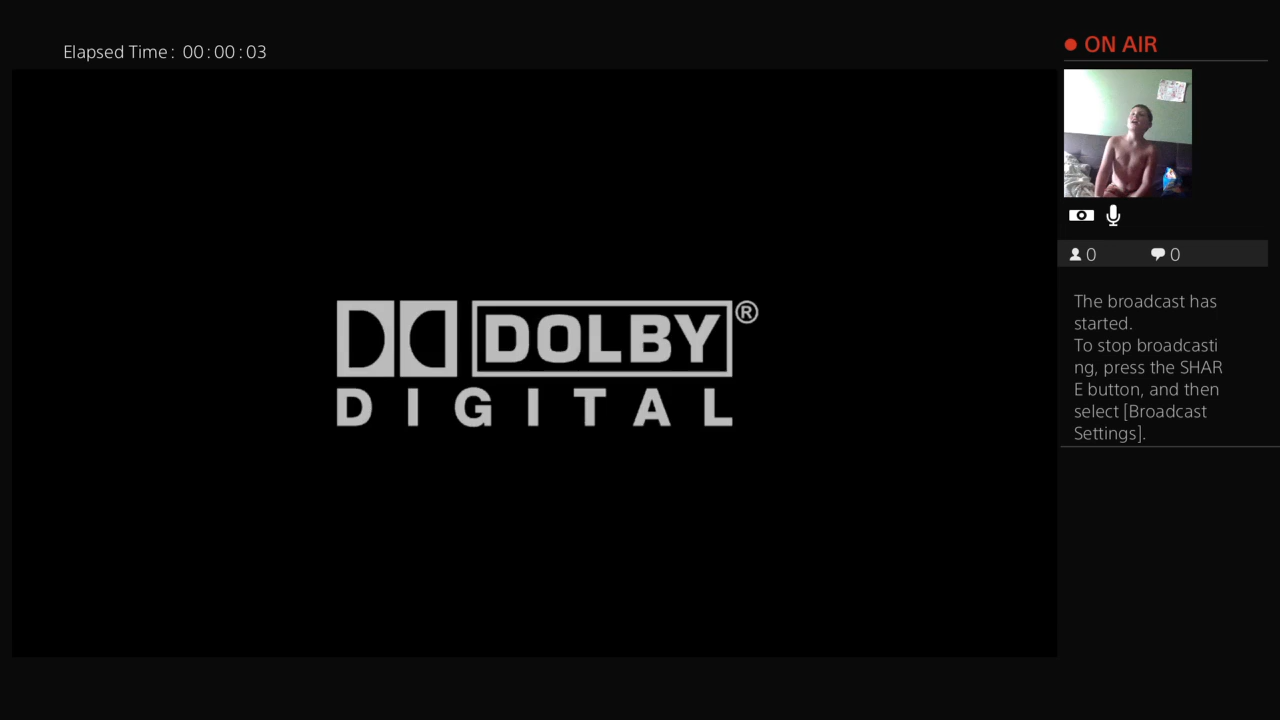 Elapsed Time: 00:00:03
ON AIR
0 0
The broadcast has
started.
To stop broadcasti
ng, press the SHAR
E button, and then
select [Broadcast
Settings].
DOLBY®
DIGITAL